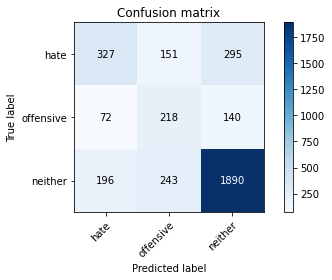 Confusion matrix
True label
hate 327 151 295
offensive 72 218 140
neither 196 243 1890
hate offensive neither
Predicted label
1750
1500
1250
1000
750
500
250